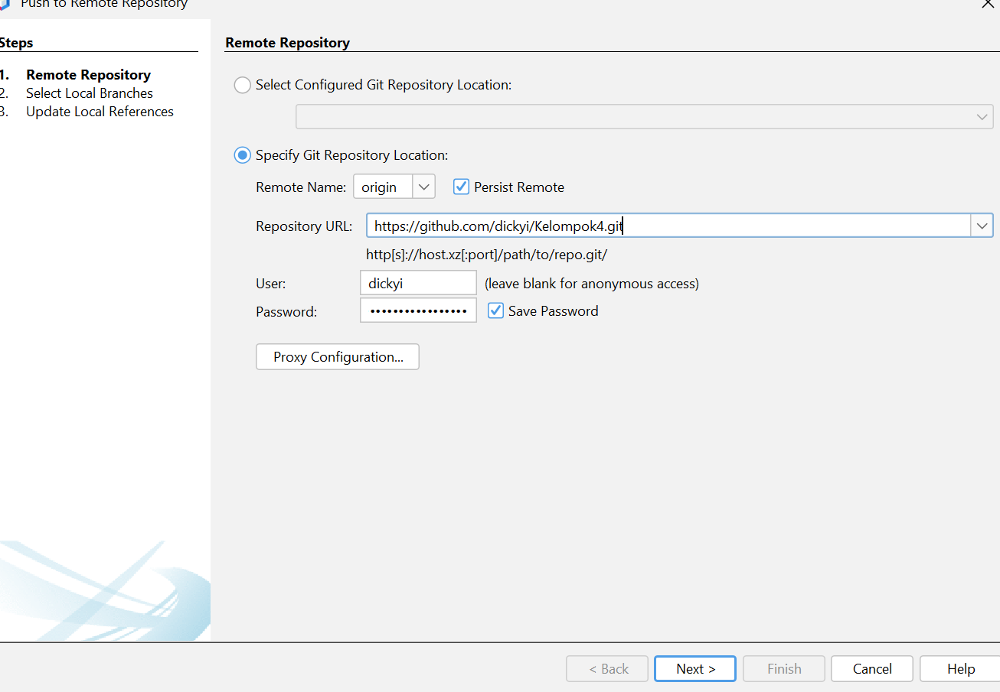 Push to Remote Repository
Steps
1. Remote Repository
2. Select Local Branches
3. Update Local References
Remote Repository
Select Configured Git Repository Location:
Specify Git Repository Location:
Remote Name: origin Persist Remote
Repository URL: https://github.com/dickyi/Kelompok4.git
http[s]://host.xz[:port]/path/to/repo.git/
User: dickyi (leave blank for anonymous access)
Password: •••••••••••••••• Save Password
Proxy Configuration...
< Back Next > Finish Cancel Help